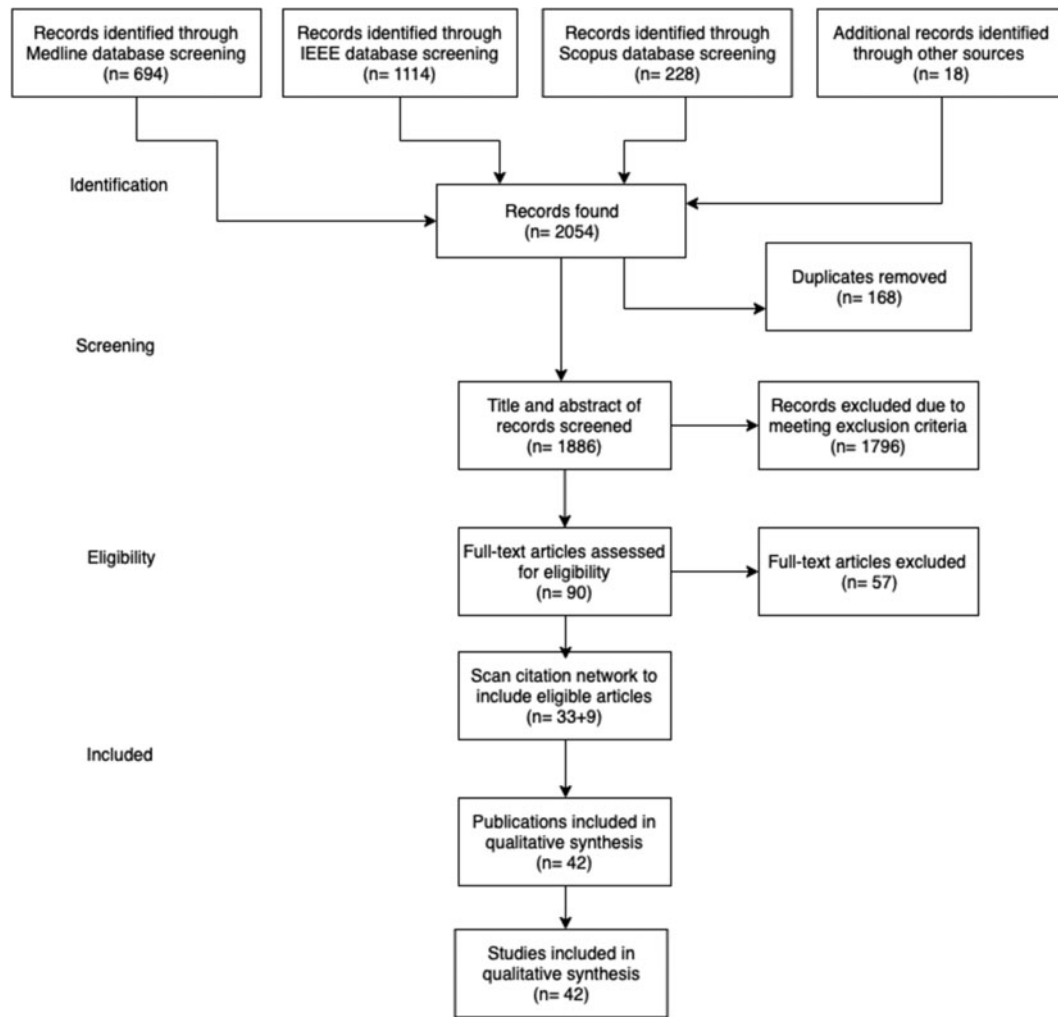 Records identified through
Medline database screening
(n= 694)
Records identified through
IEEE database screening
(n= 1114)
Records identified through
Scopus database screening
(n= 228)
Additional records identified
through other sources
(n= 18)
Identification
Records found
(n= 2054)
Duplicates removed
(n= 168)
Screening
Title and abstract of
records screened
(n= 1886)
Records excluded due to
meeting exclusion criteria
(n= 1796)
Eligibility
Full-text articles assessed
for eligibility
(n= 90)
Full-text articles excluded
(n= 57)
Scan citation network to
include eligible articles
(n= 33+9)
Included
Publications included in
qualitative synthesis
(n= 42)
Studies included in
qualitative synthesis
(n= 42)